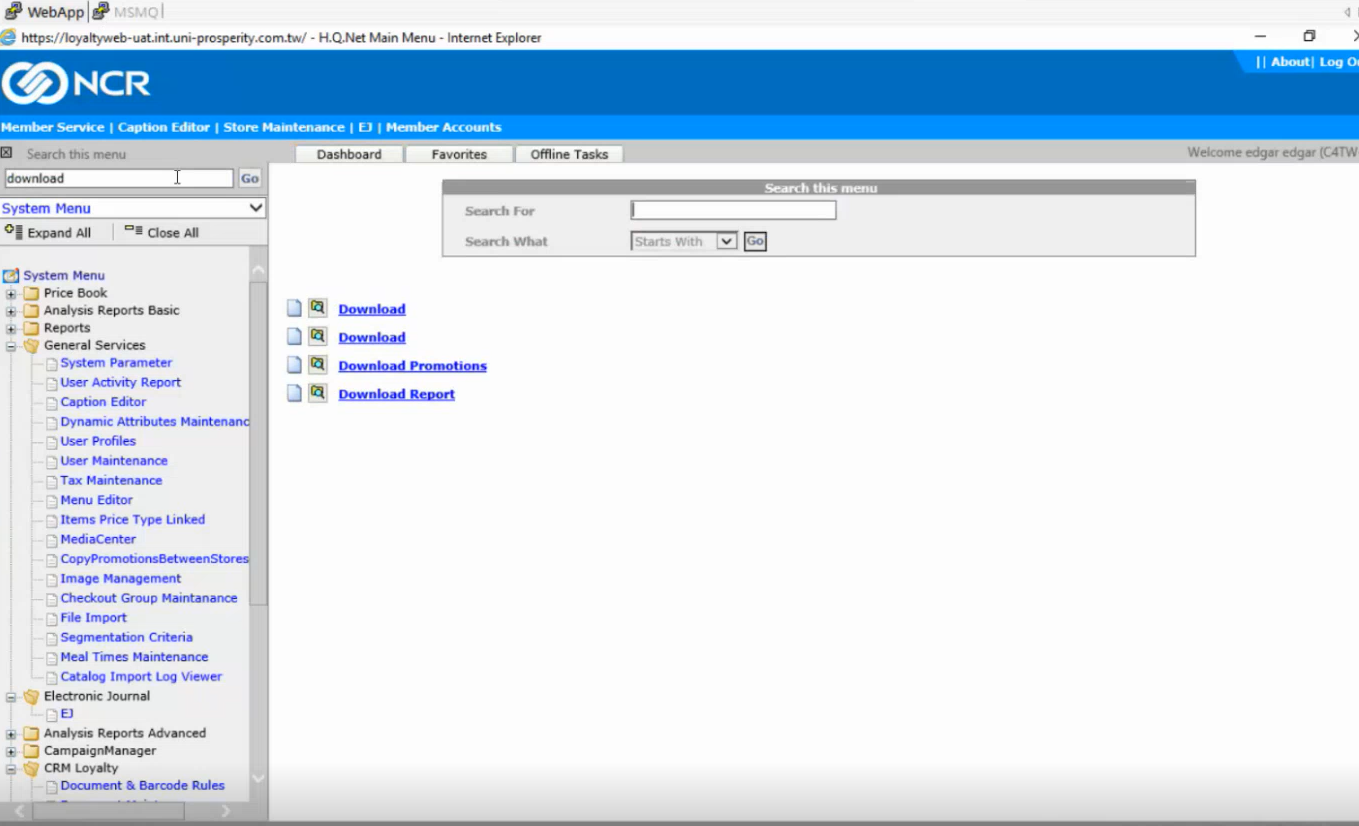 WebApp MSMQ
https://loyaltyweb-uat.int.uni-prosperity.com.tw/ - H.Q.Net Main Menu - Internet Explorer
|| About| Log O
NCR
Member Service | Caption Editor | Store Maintenance | EJ | Member Accounts
Search this menu
Dashboard Favorites Offline Tasks
Welcome edgar edgar (C4TW
download Go
System Menu
Expand All Close All
Search this menu
Search For
Search What Starts With Go
Download
Download
Download Promotions
Download Report
System Menu
Price Book
Analysis Reports Basic
Reports
General Services
System Parameter
User Activity Report
Caption Editor
Dynamic Attributes Maintenanc
User Profiles
User Maintenance
Tax Maintenance
Menu Editor
Items Price Type Linked
MediaCenter
CopyPromotionsBetweenStores
Image Management
Checkout Group Maintanance
File Import
Segmentation Criteria
Meal Times Maintenance
Catalog Import Log Viewer
Electronic Journal
EJ
Analysis Reports Advanced
CampaignManager
CRM Loyalty
Document & Barcode Rules